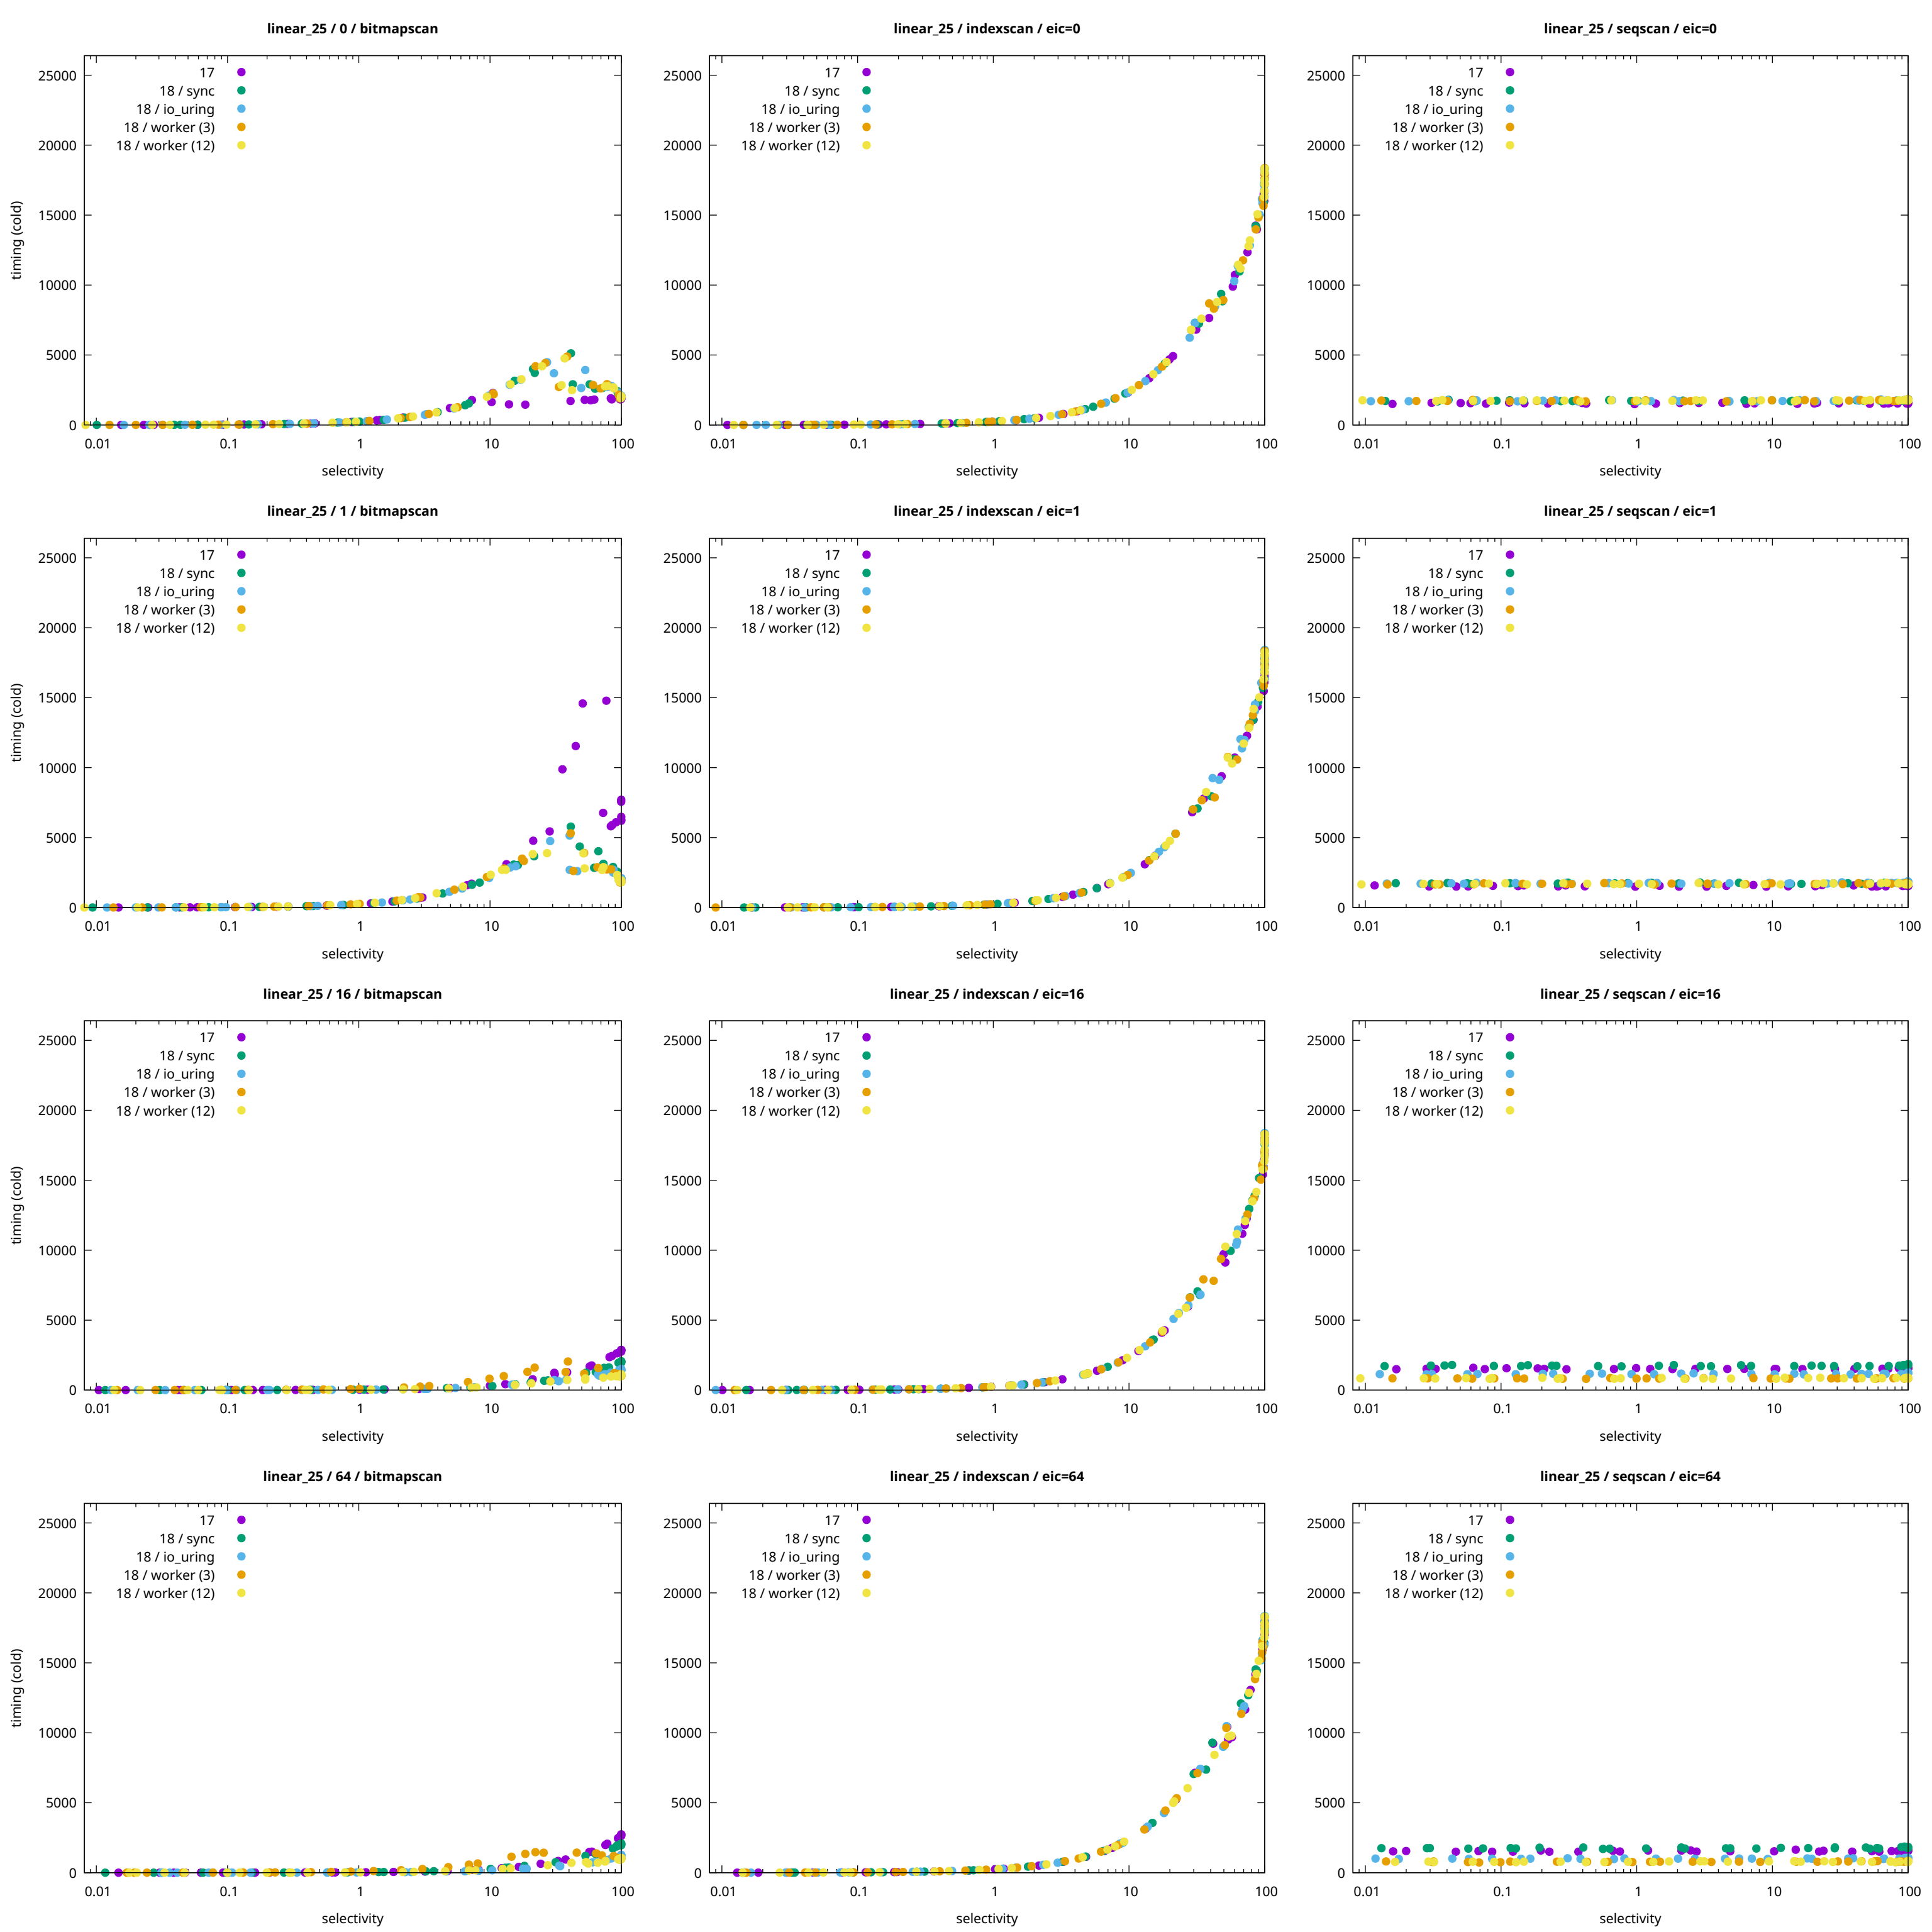 linear_25 / 0 / bitmapscan
25000
20000
15000
10000
5000
0
timing (cold)
17
18 / sync
18 / io_uring
18 / worker (3)
18 / worker (12)
0.01 0.1 1 10 100
selectivity
linear_25 / indexscan / eic=0
25000
20000
15000
10000
5000
0
17
18 / sync
18 / io_uring
18 / worker (3)
18 / worker (12)
0.01 0.1 1 10 100
selectivity
linear_25 / seqscan / eic=0
25000
20000
15000
10000
5000
0
17
18 / sync
18 / io_uring
18 / worker (3)
18 / worker (12)
0.01 0.1 1 10 100
selectivity
linear_25 / 1 / bitmapscan
25000
20000
15000
10000
5000
0
timing (cold)
17
18 / sync
18 / io_uring
18 / worker (3)
18 / worker (12)
0.01 0.1 1 10 100
selectivity
linear_25 / indexscan / eic=1
25000
20000
15000
10000
5000
0
17
18 / sync
18 / io_uring
18 / worker (3)
18 / worker (12)
0.01 0.1 1 10 100
selectivity
linear_25 / seqscan / eic=1
25000
20000
15000
10000
5000
0
17
18 / sync
18 / io_uring
18 / worker (3)
18 / worker (12)
0.01 0.1 1 10 100
selectivity
linear_25 / 16 / bitmapscan
25000
20000
15000
10000
5000
0
timing (cold)
17
18 / sync
18 / io_uring
18 / worker (3)
18 / worker (12)
0.01 0.1 1 10 100
selectivity
linear_25 / indexscan / eic=16
25000
20000
15000
10000
5000
0
17
18 / sync
18 / io_uring
18 / worker (3)
18 / worker (12)
0.01 0.1 1 10 100
selectivity
linear_25 / seqscan / eic=16
25000
20000
15000
10000
5000
0
17
18 / sync
18 / io_uring
18 / worker (3)
18 / worker (12)
0.01 0.1 1 10 100
selectivity
linear_25 / 64 / bitmapscan
25000
20000
15000
10000
5000
0
timing (cold)
17
18 / sync
18 / io_uring
18 / worker (3)
18 / worker (12)
0.01 0.1 1 10 100
selectivity
linear_25 / indexscan / eic=64
25000
20000
15000
10000
5000
0
17
18 / sync
18 / io_uring
18 / worker (3)
18 / worker (12)
0.01 0.1 1 10 100
selectivity
linear_25 / seqscan / eic=64
25000
20000
15000
10000
5000
0
17
18 / sync
18 / io_uring
18 / worker (3)
18 / worker (12)
0.01 0.1 1 10 100
selectivity